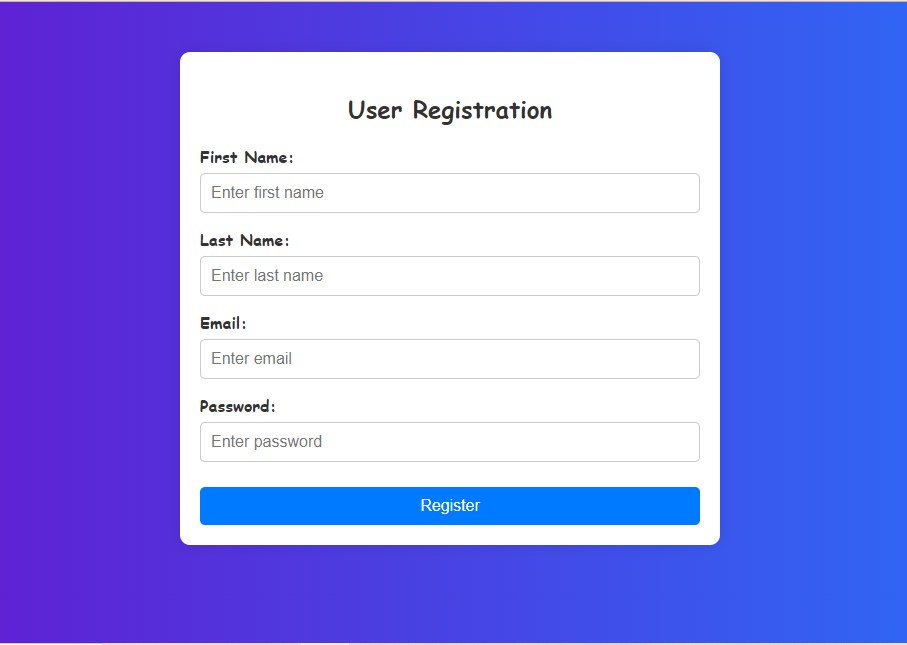 User Registration
First Name:
Enter first name
Last Name:
Enter last name
Email:
Enter email
Password:
Enter password
Register